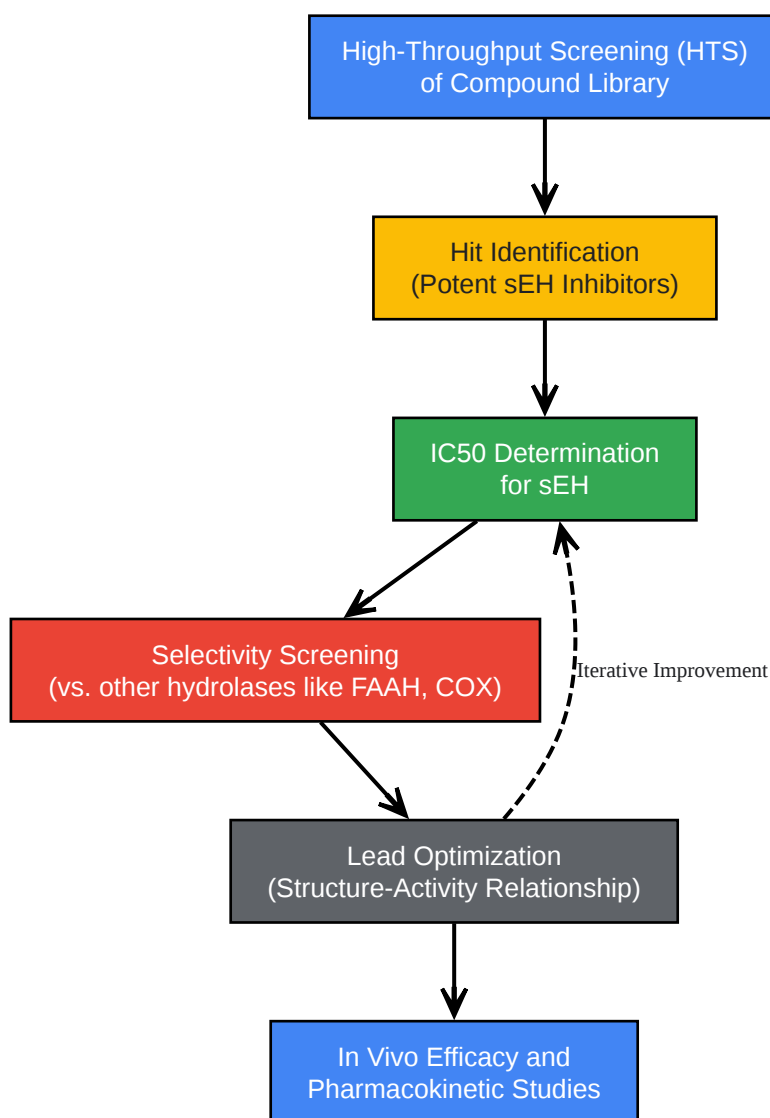 High-Throughput Screening (HTS)
of Compound Library
Hit Identification
(Potent sEH Inhibitors)
IC50 Determination
for sEH
Selectivity Screening
(vs. other hydrolases like FAAH, COX)
Iterative Improvement
Lead Optimization
(Structure-Activity Relationship)
In Vivo Efficacy and
Pharmacokinetic Studies